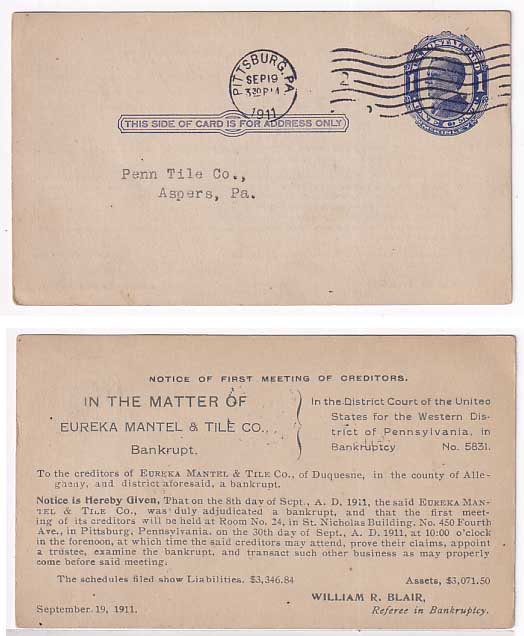 PITTSBURG, PA.
SEP 19
330 PM
1911
POSTAL CARD
1 1
ONE CENT
McKINLEY
THIS SIDE OF CARD IS FOR ADDRESS ONLY
Penn Tile Co.,
Aspers, Pa.
NOTICE OF FIRST MEETING OF CREDITORS.
IN THE MATTER OF
EUREKA MANTEL & TILE CO.,
Bankrupt.
In the District Court of the United
States for the Western Dis-
trict of Pennsylvania, in
Bankruptcy No. 5831.
To the creditors of EUREKA MANTEL & TILE Co., of Duquesne, in the county of Alle-
gheny, and district aforesaid, a bankrupt.
Notice is Hereby Given, That on the 8th day of Sept., A. D. 1911, the said EUREKA MAN-
TEL & TILE Co., was duly adjudicated a bankrupt, and that the first meet-
ing of its creditors will be held at Room No. 24, in St. Nicholas Building, No. 450 Fourth
Ave., in Pittsburg, Pennsylvania, on the 30th day of Sept., A. D. 1911, at 10:00 o'clock
in the forenoon, at which time the said creditors may attend, prove their claims, appoint
a trustee, examine the bankrupt, and transact such other business as may properly
come before said meeting.
The schedules filed show Liabilities. $3,346.84 Assets, $3,071.50
WILLIAM R. BLAIR,
September 19, 1911. Referee in Bankruptcy.